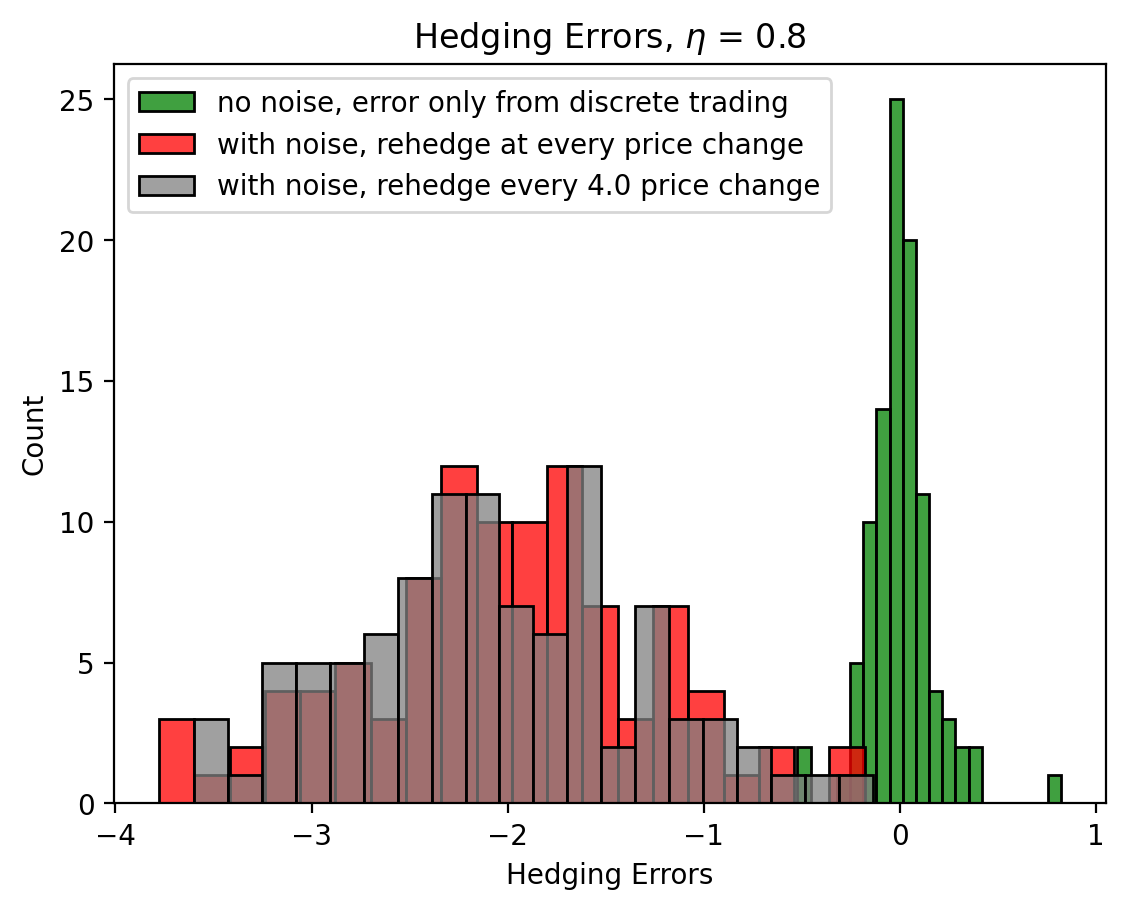 Hedging Errors, η = 0.8
no noise, error only from discrete trading
with noise, rehedge at every price change
with noise, rehedge every 4.0 price change
25
20
15
10
5
0
Count
−4 −3 −2 −1 0 1
Hedging Errors